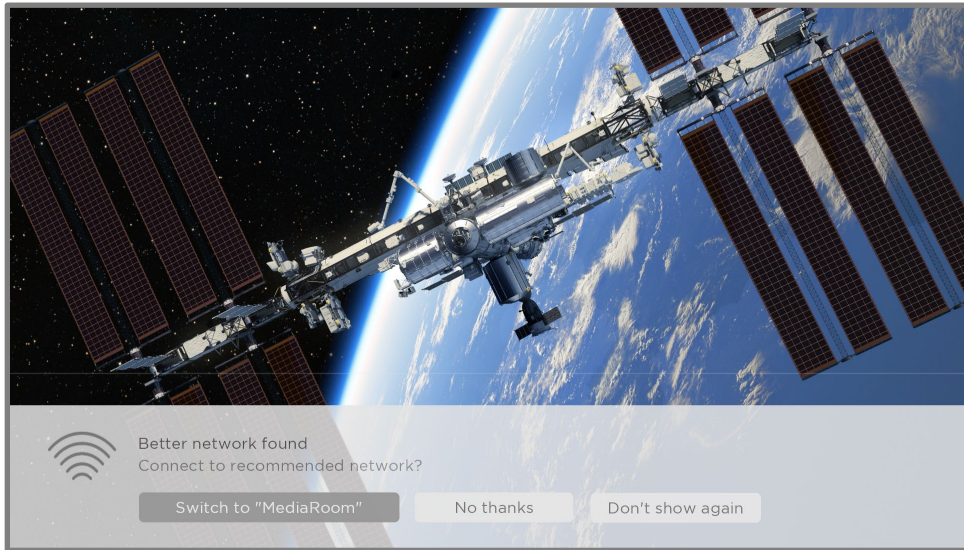 Better network found
Connect to recommended network?
Switch to "MediaRoom"
No thanks
Don't show again